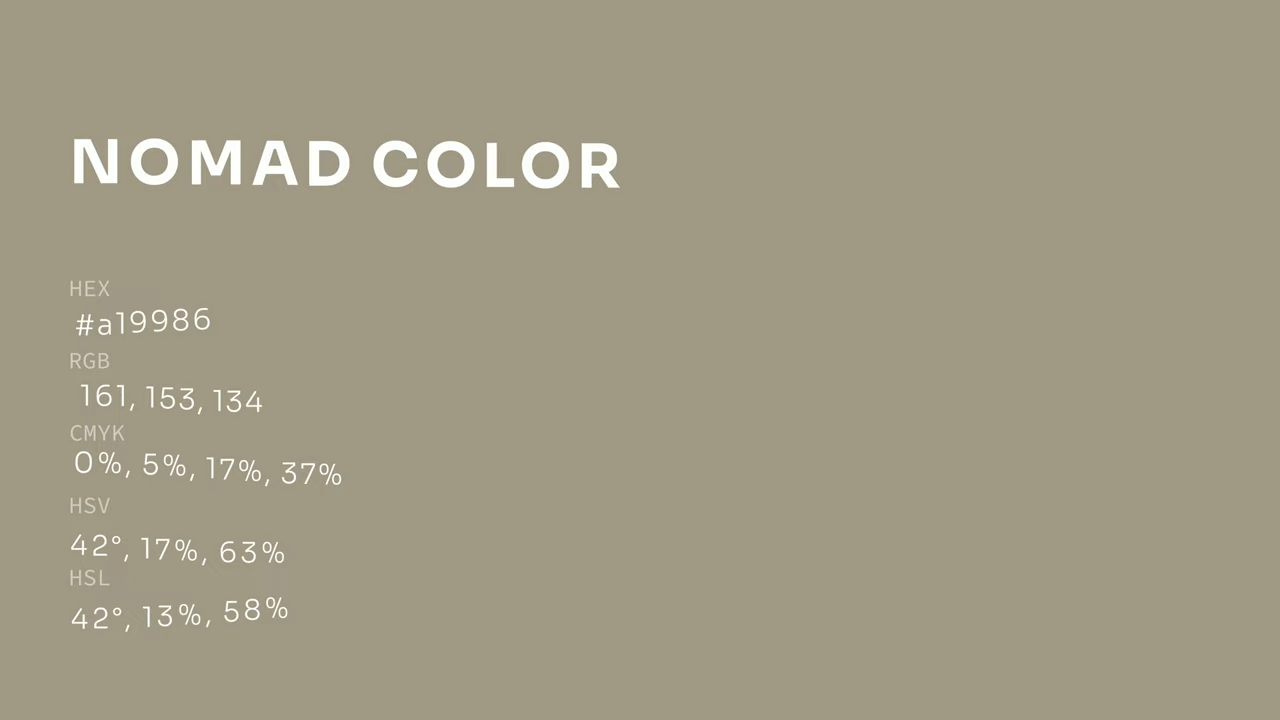 NOMAD COLOR
HEX
#a19986
RGB
161, 153, 134
CMYK
0%, 5%, 17%, 37%
HSV
42°, 17%, 63%
HSL
42°, 13%, 58%